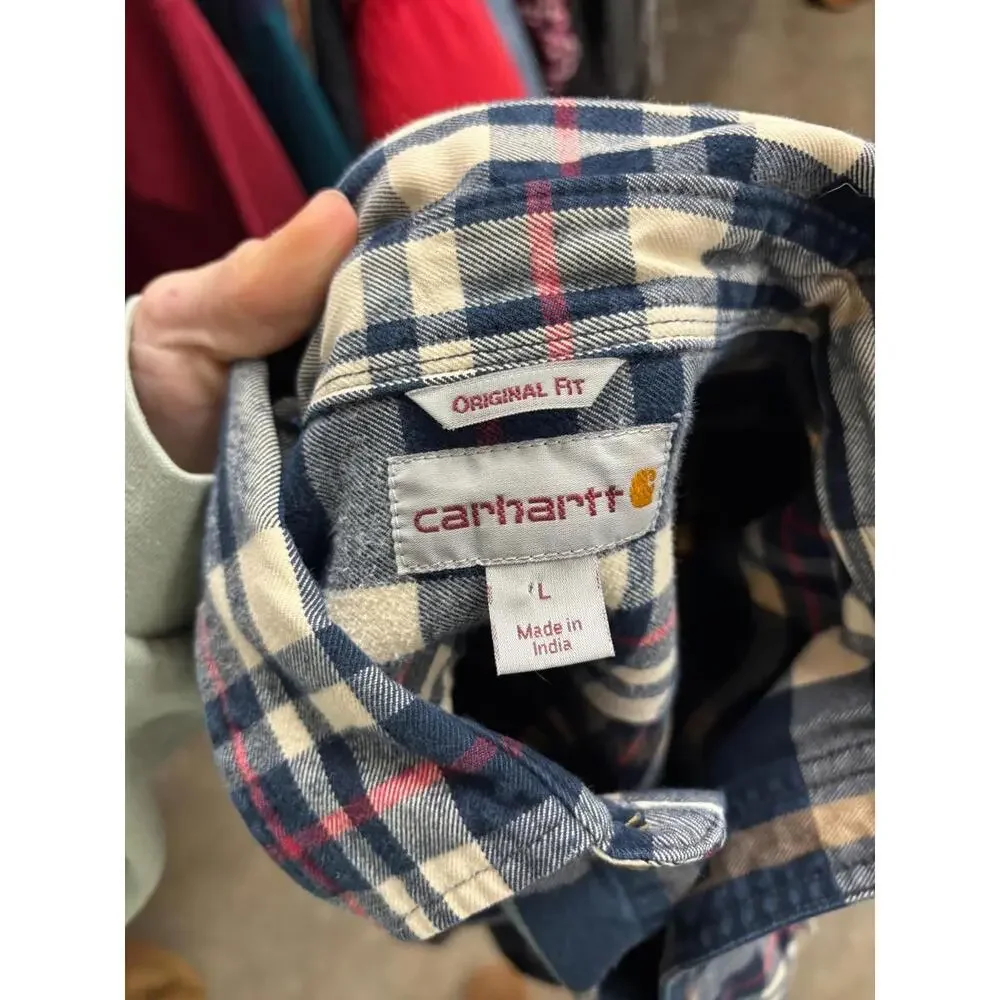 ORIGINAL FIT
carhartt
L
Made in
India